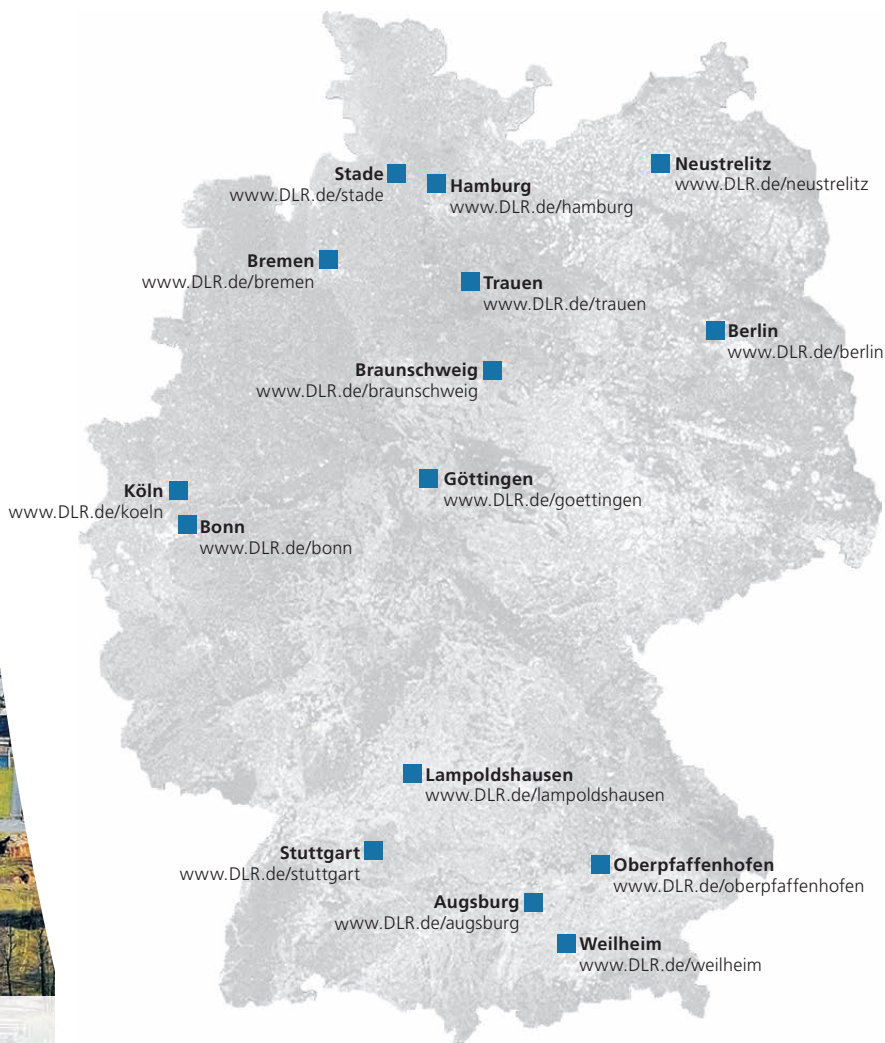 Stade
www.DLR.de/stade
Hamburg
www.DLR.de/hamburg
Neustrelitz
www.DLR.de/neustrelitz
Bremen
www.DLR.de/bremen
Trauen
www.DLR.de/trauen
Berlin
www.DLR.de/berlin
Braunschweig
www.DLR.de/braunschweig
Göttingen
www.DLR.de/goettingen
Köln
www.DLR.de/koeln
Bonn
www.DLR.de/bonn
Lampoldshausen
www.DLR.de/lampoldshausen
Stuttgart
www.DLR.de/stuttgart
Oberpfaffenhofen
www.DLR.de/oberpfaffenhofen
Augsburg
www.DLR.de/augsburg
Weilheim
www.DLR.de/weilheim